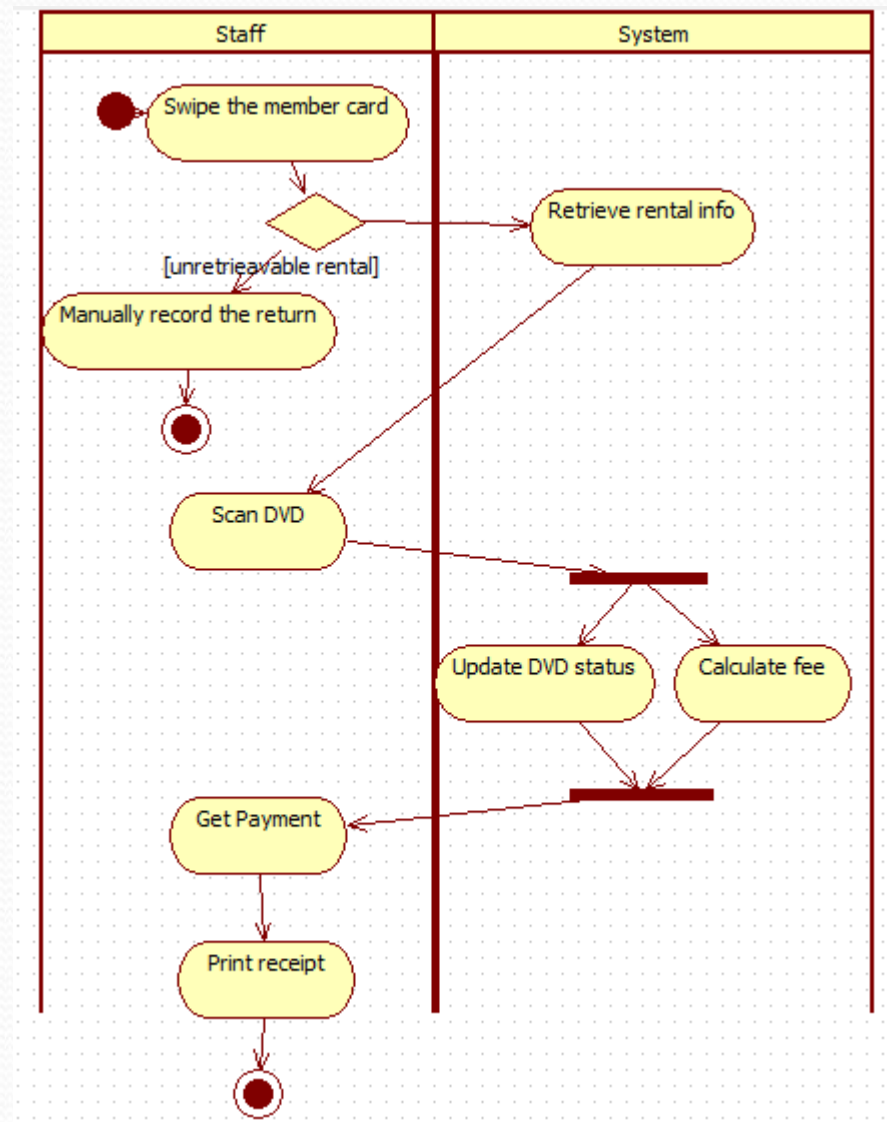 Staff
System
Swipe the member card
Retrieve rental info
[unretrieavable rental]
Manually record the return
Scan DVD
Update DVD status
Calculate fee
Get Payment
Print receipt